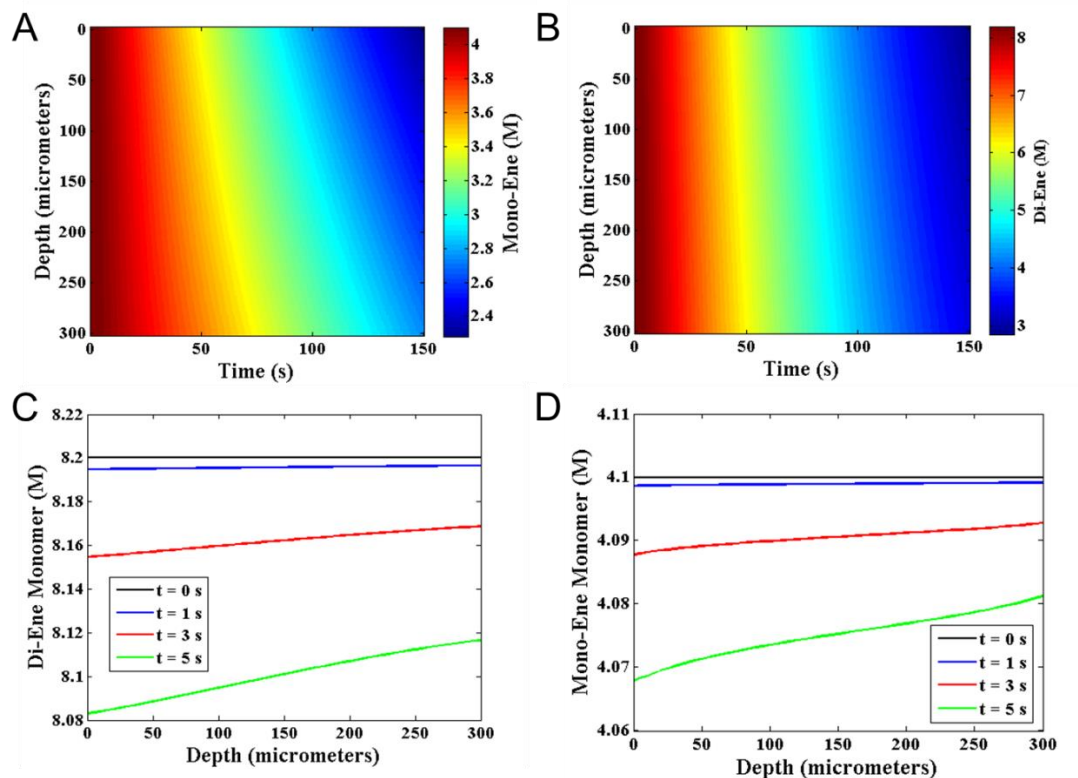 A
0
50
100
150
200
250
300
Depth (micrometers)
0
50
100
150
Time (s)
4
3.8
3.6
3.4
3.2
3
2.8
2.6
2.4
Mono-Ene (M)
B
0
50
100
150
200
250
300
Depth (micrometers)
0
50
100
150
Time (s)
8
7
6
5
4
3
Di-Ene (M)
C
8.22
8.2
8.18
8.16
8.14
8.12
8.1
8.08
Di-Ene Monomer (M)
t = 0 s
t = 1 s
t = 3 s
t = 5 s
0
50
100
150
200
250
300
Depth (micrometers)
D
4.11
4.1
4.09
4.08
4.07
4.06
Mono-Ene Monomer (M)
t = 0 s
t = 1 s
t = 3 s
t = 5 s
0
50
100
150
200
250
300
Depth (micrometers)